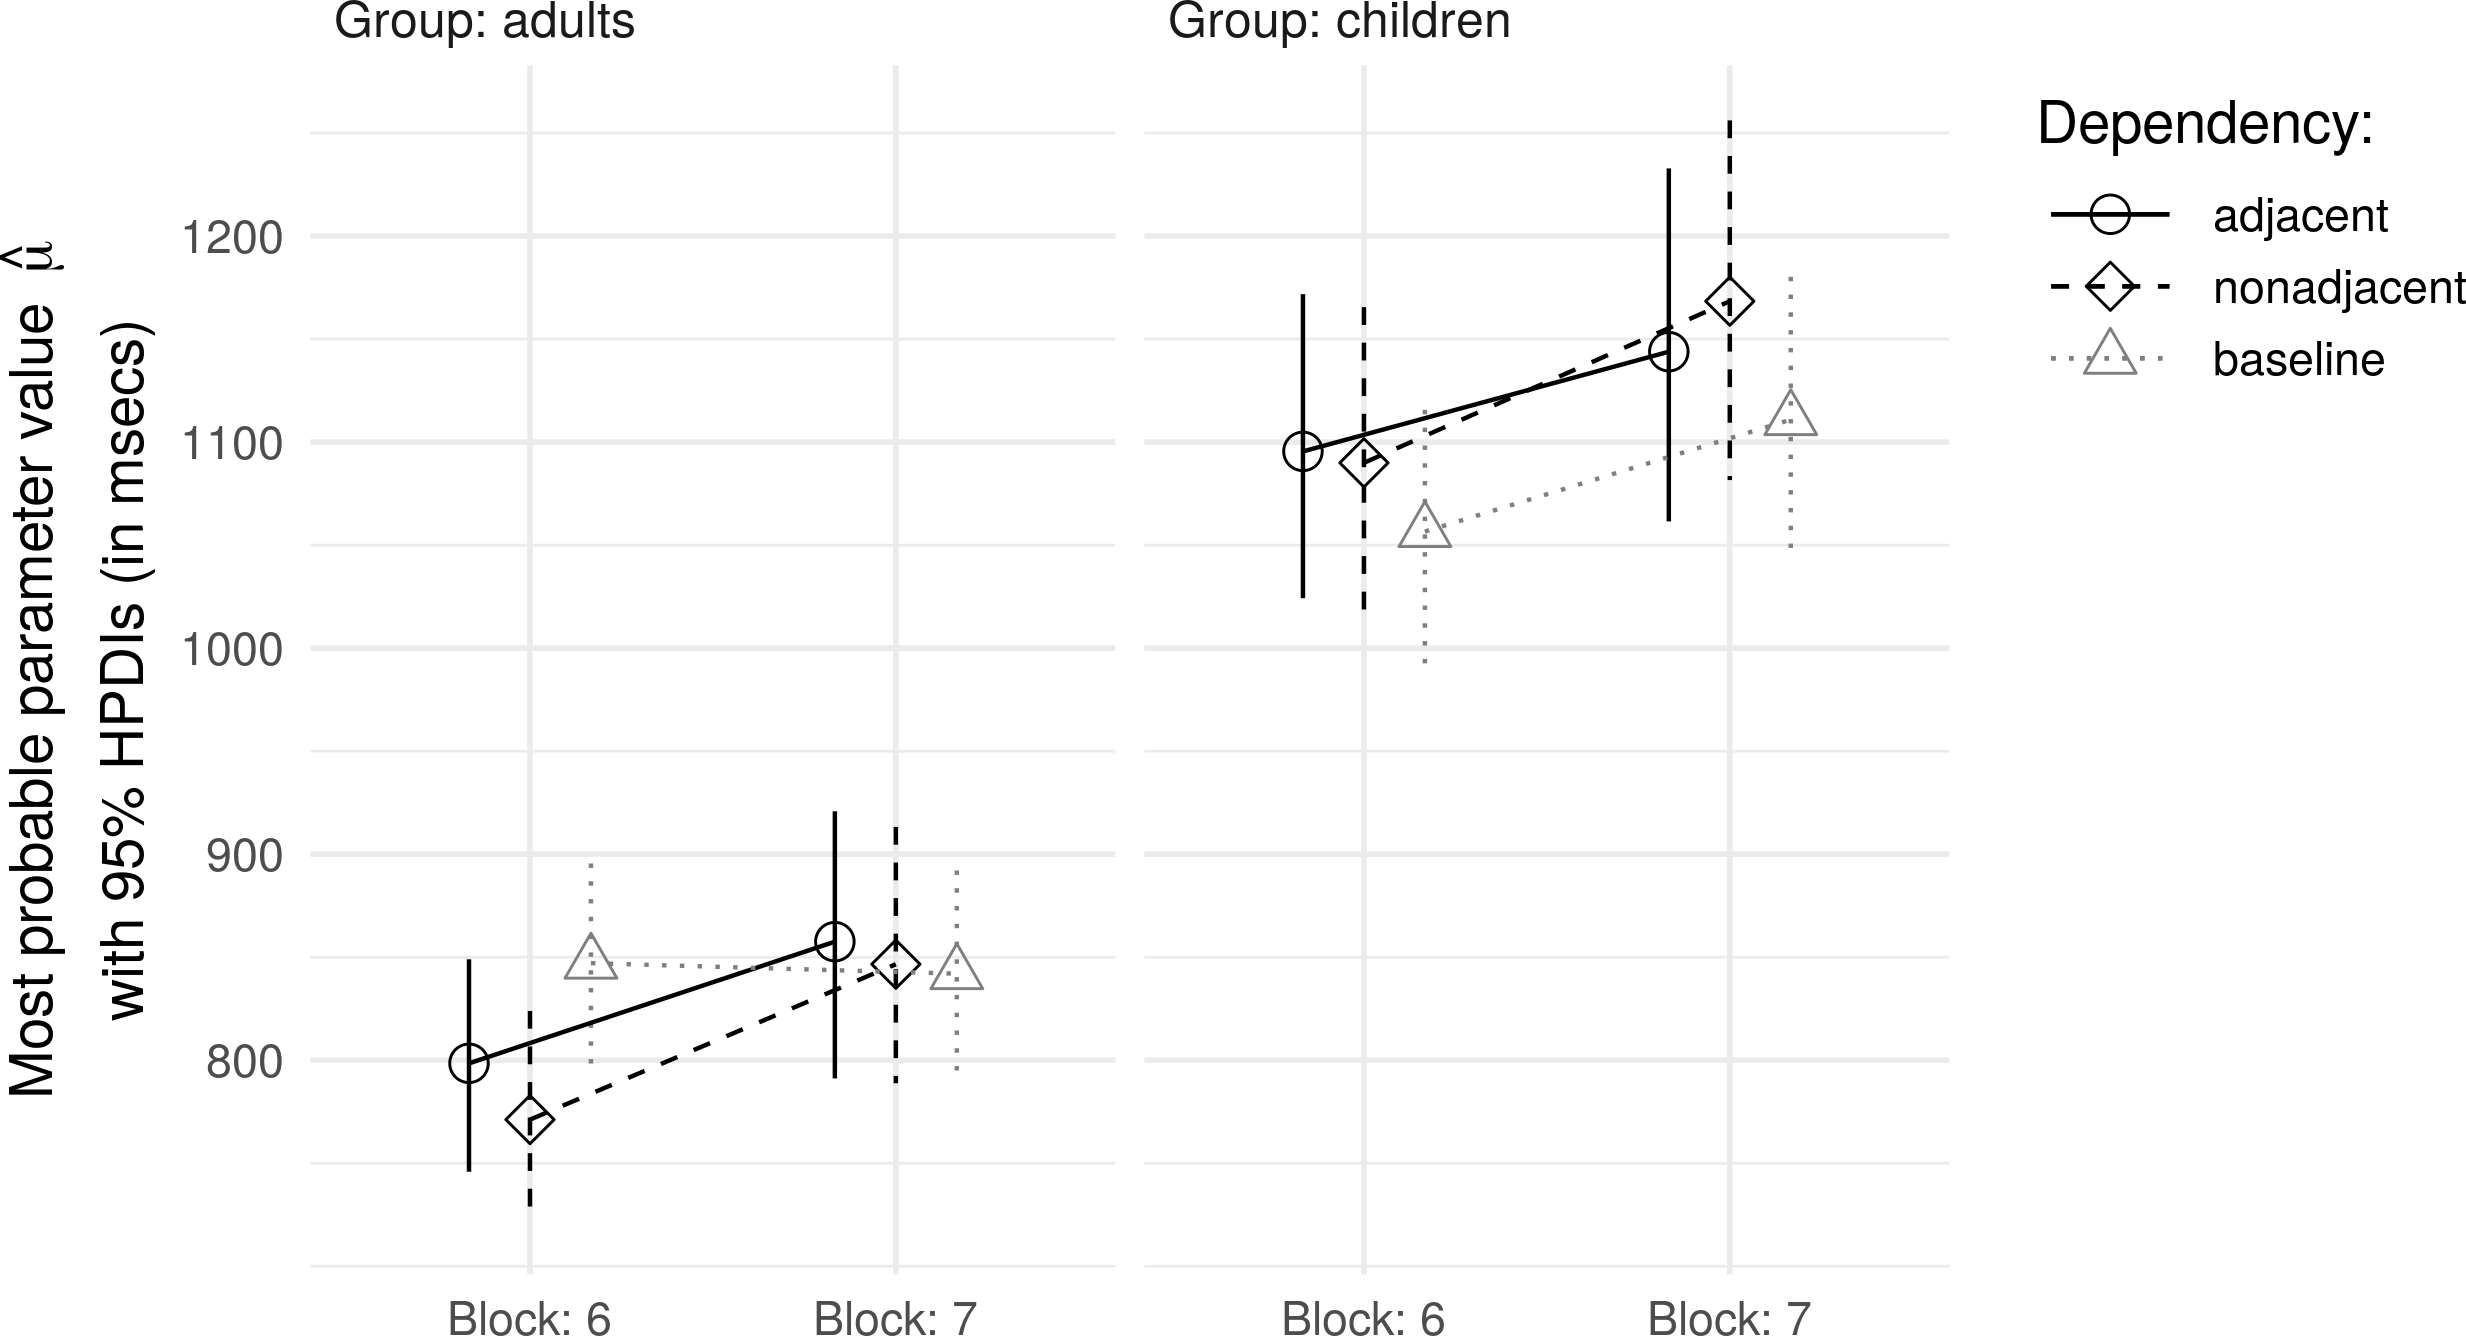 Group: adults
Group: children
Most probable parameter value μ̂
with 95% HPDIs (in msecs)
1200
1100
1000
900
800
Block: 6
Block: 7
Block: 6
Block: 7
Dependency:
adjacent
nonadjacent
baseline